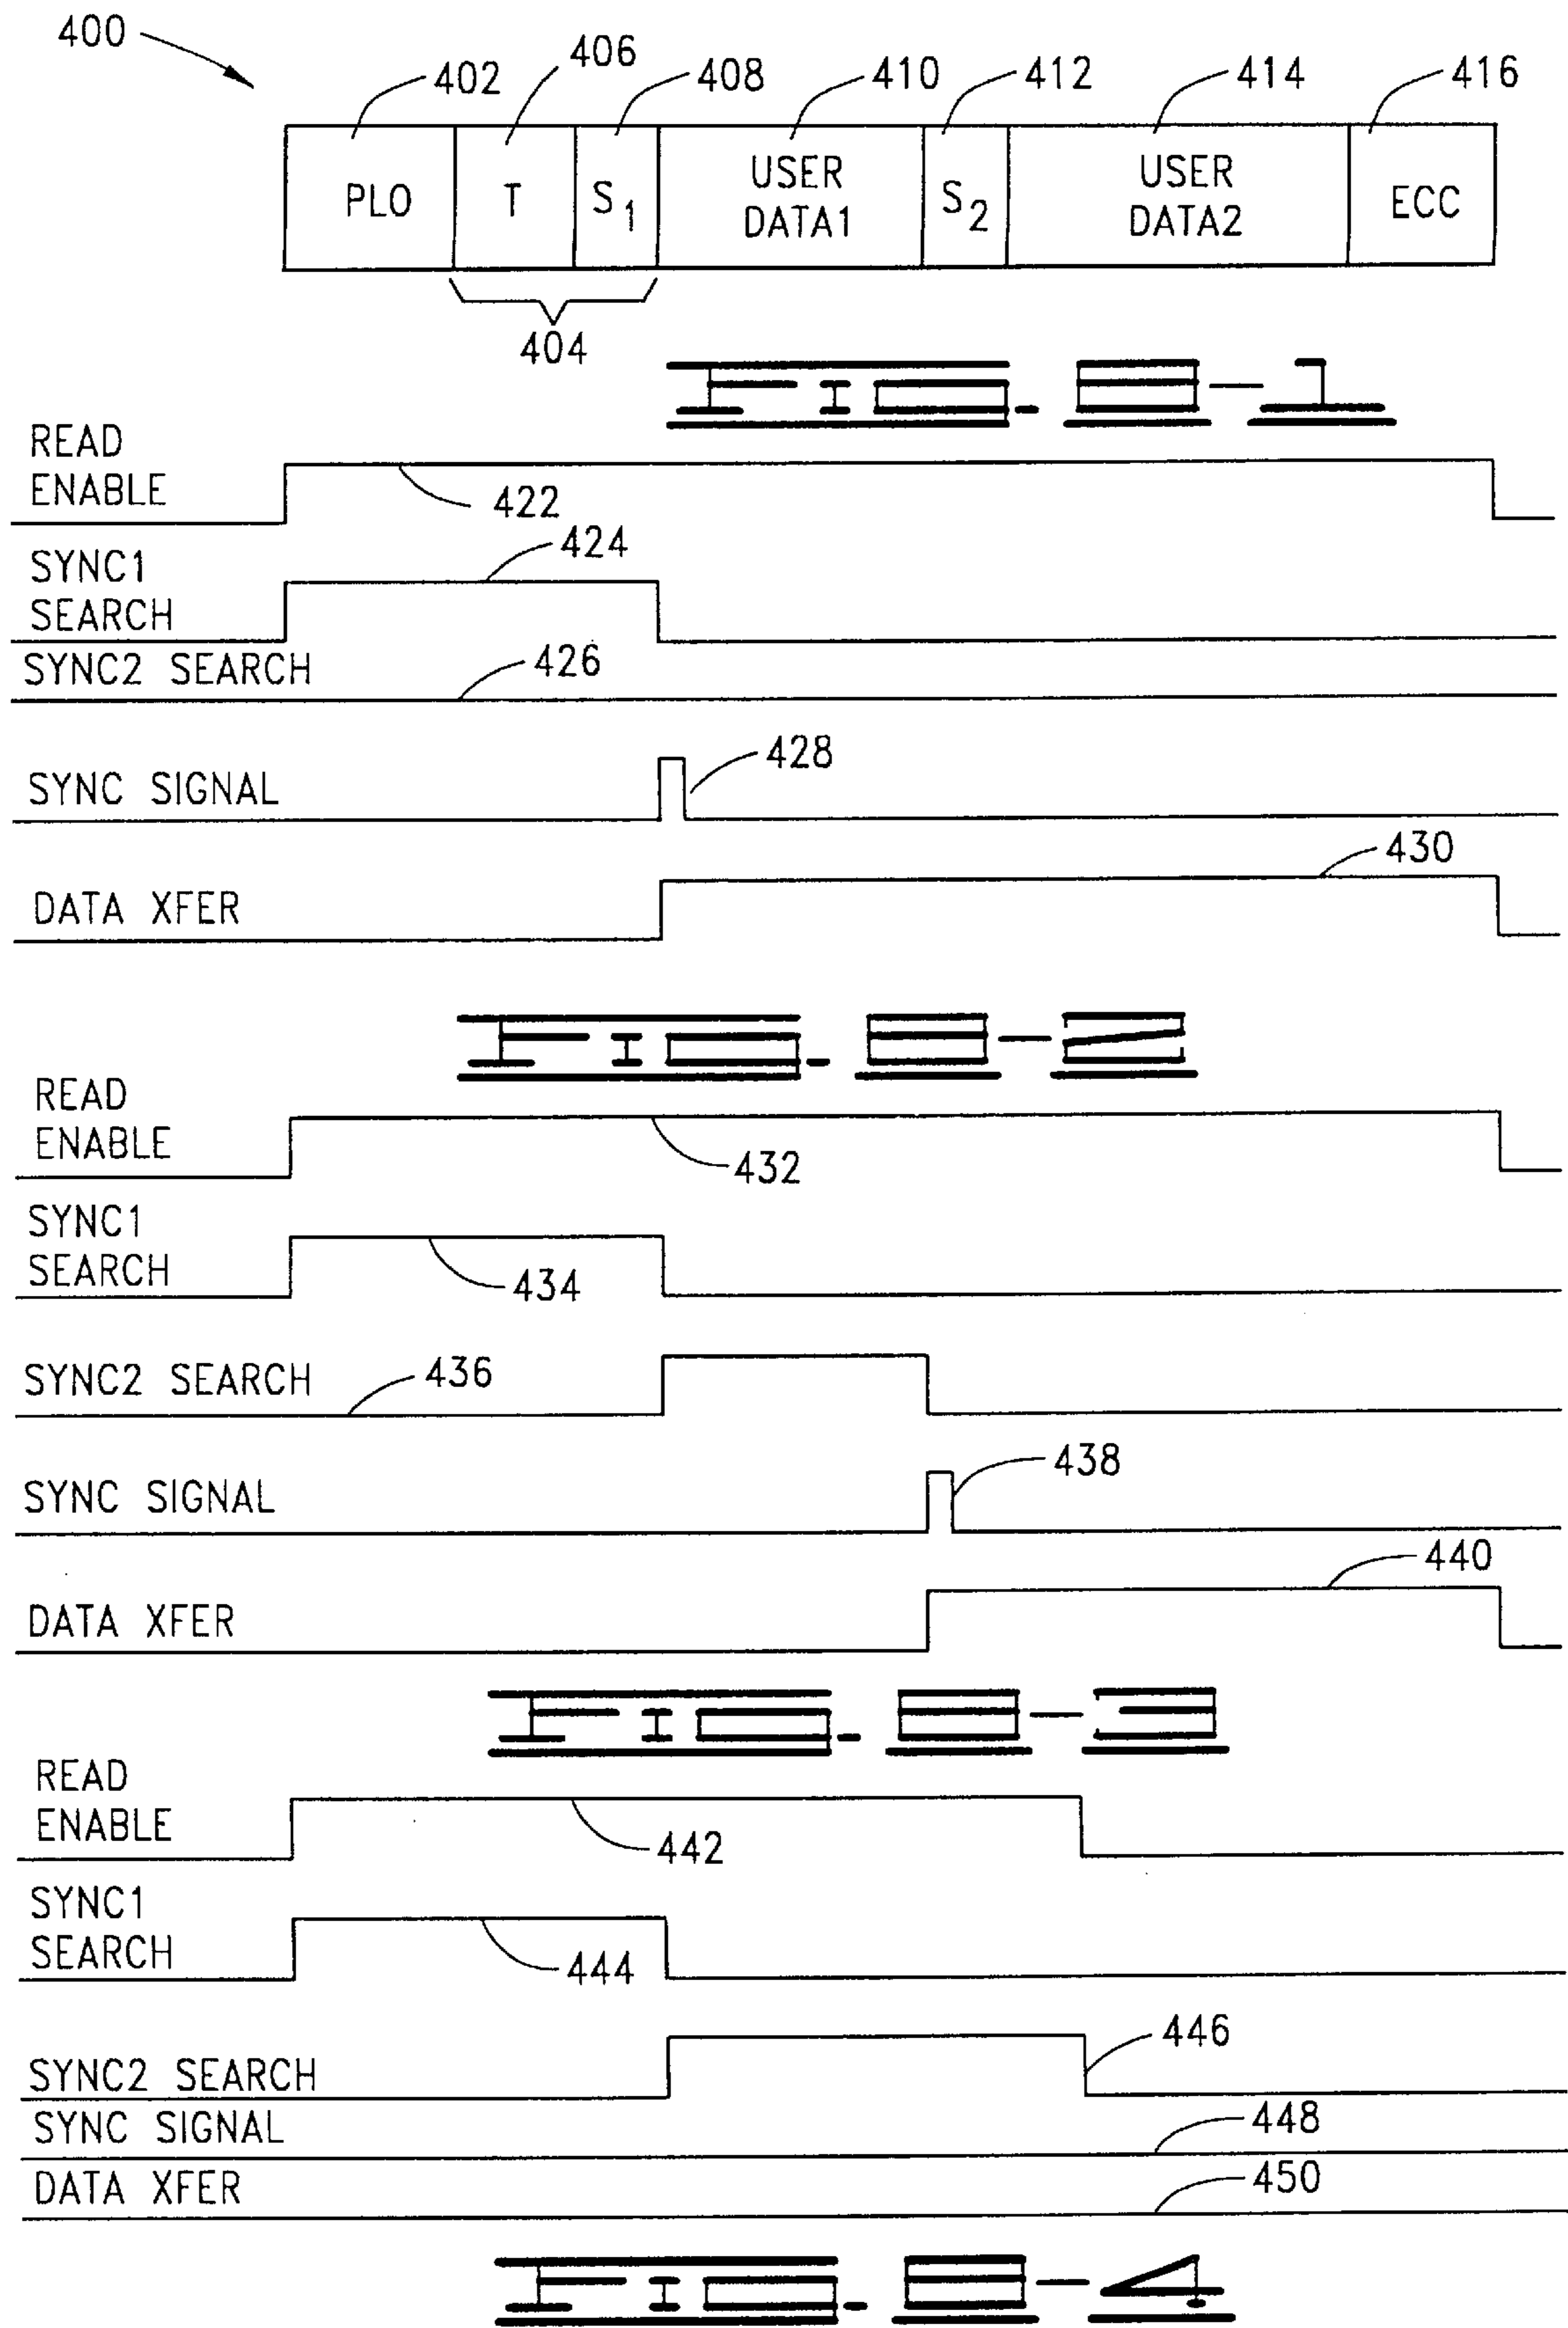 400
402
406
408
410
412
414
416
PLO
T
S1
USER
DATA1
S2
USER
DATA2
ECC
404
FIG. 8-1
READ
ENABLE
422
SYNC1
SEARCH
424
SYNC2 SEARCH
426
SYNC SIGNAL
428
DATA XFER
430
FIG. 8-2
READ
ENABLE
432
SYNC1
SEARCH
434
SYNC2 SEARCH
436
SYNC SIGNAL
438
DATA XFER
440
FIG. 8-3
READ
ENABLE
442
SYNC1
SEARCH
444
SYNC2 SEARCH
446
SYNC SIGNAL
448
DATA XFER
450
FIG. 8-4